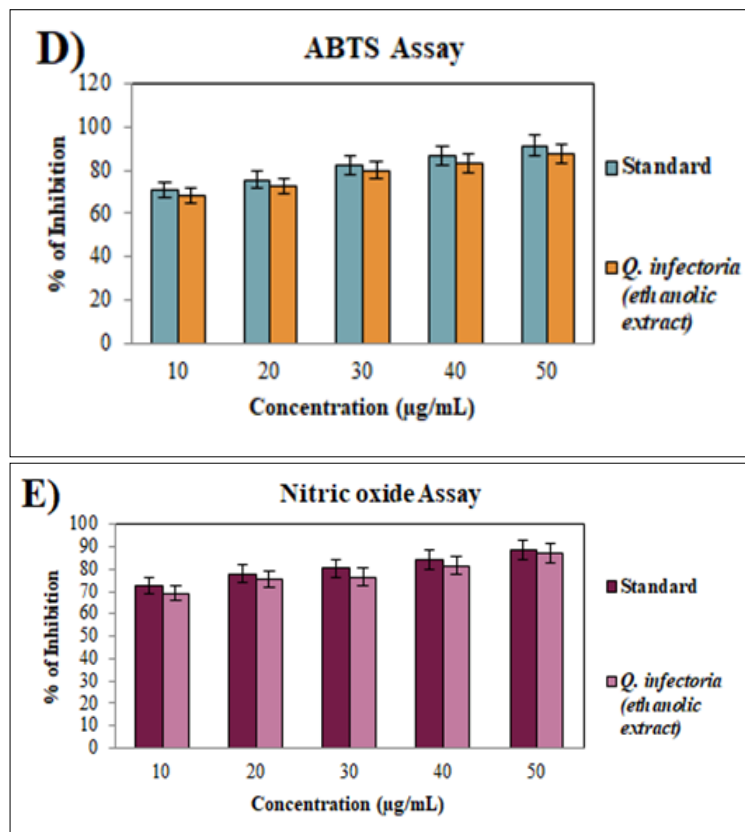 D)
ABTS Assay
120
100
80
60
40
20
0
% of Inhibition
10 20 30 40 50
Concentration (µg/mL)
Standard
Q. infectoria
(ethanolic
extract)
E)
Nitric oxide Assay
100
90
80
70
60
50
40
30
20
10
0
% of Inhibition
10 20 30 40 50
Concentration (µg/mL)
Standard
Q. infectoria
(ethanolic
extract)